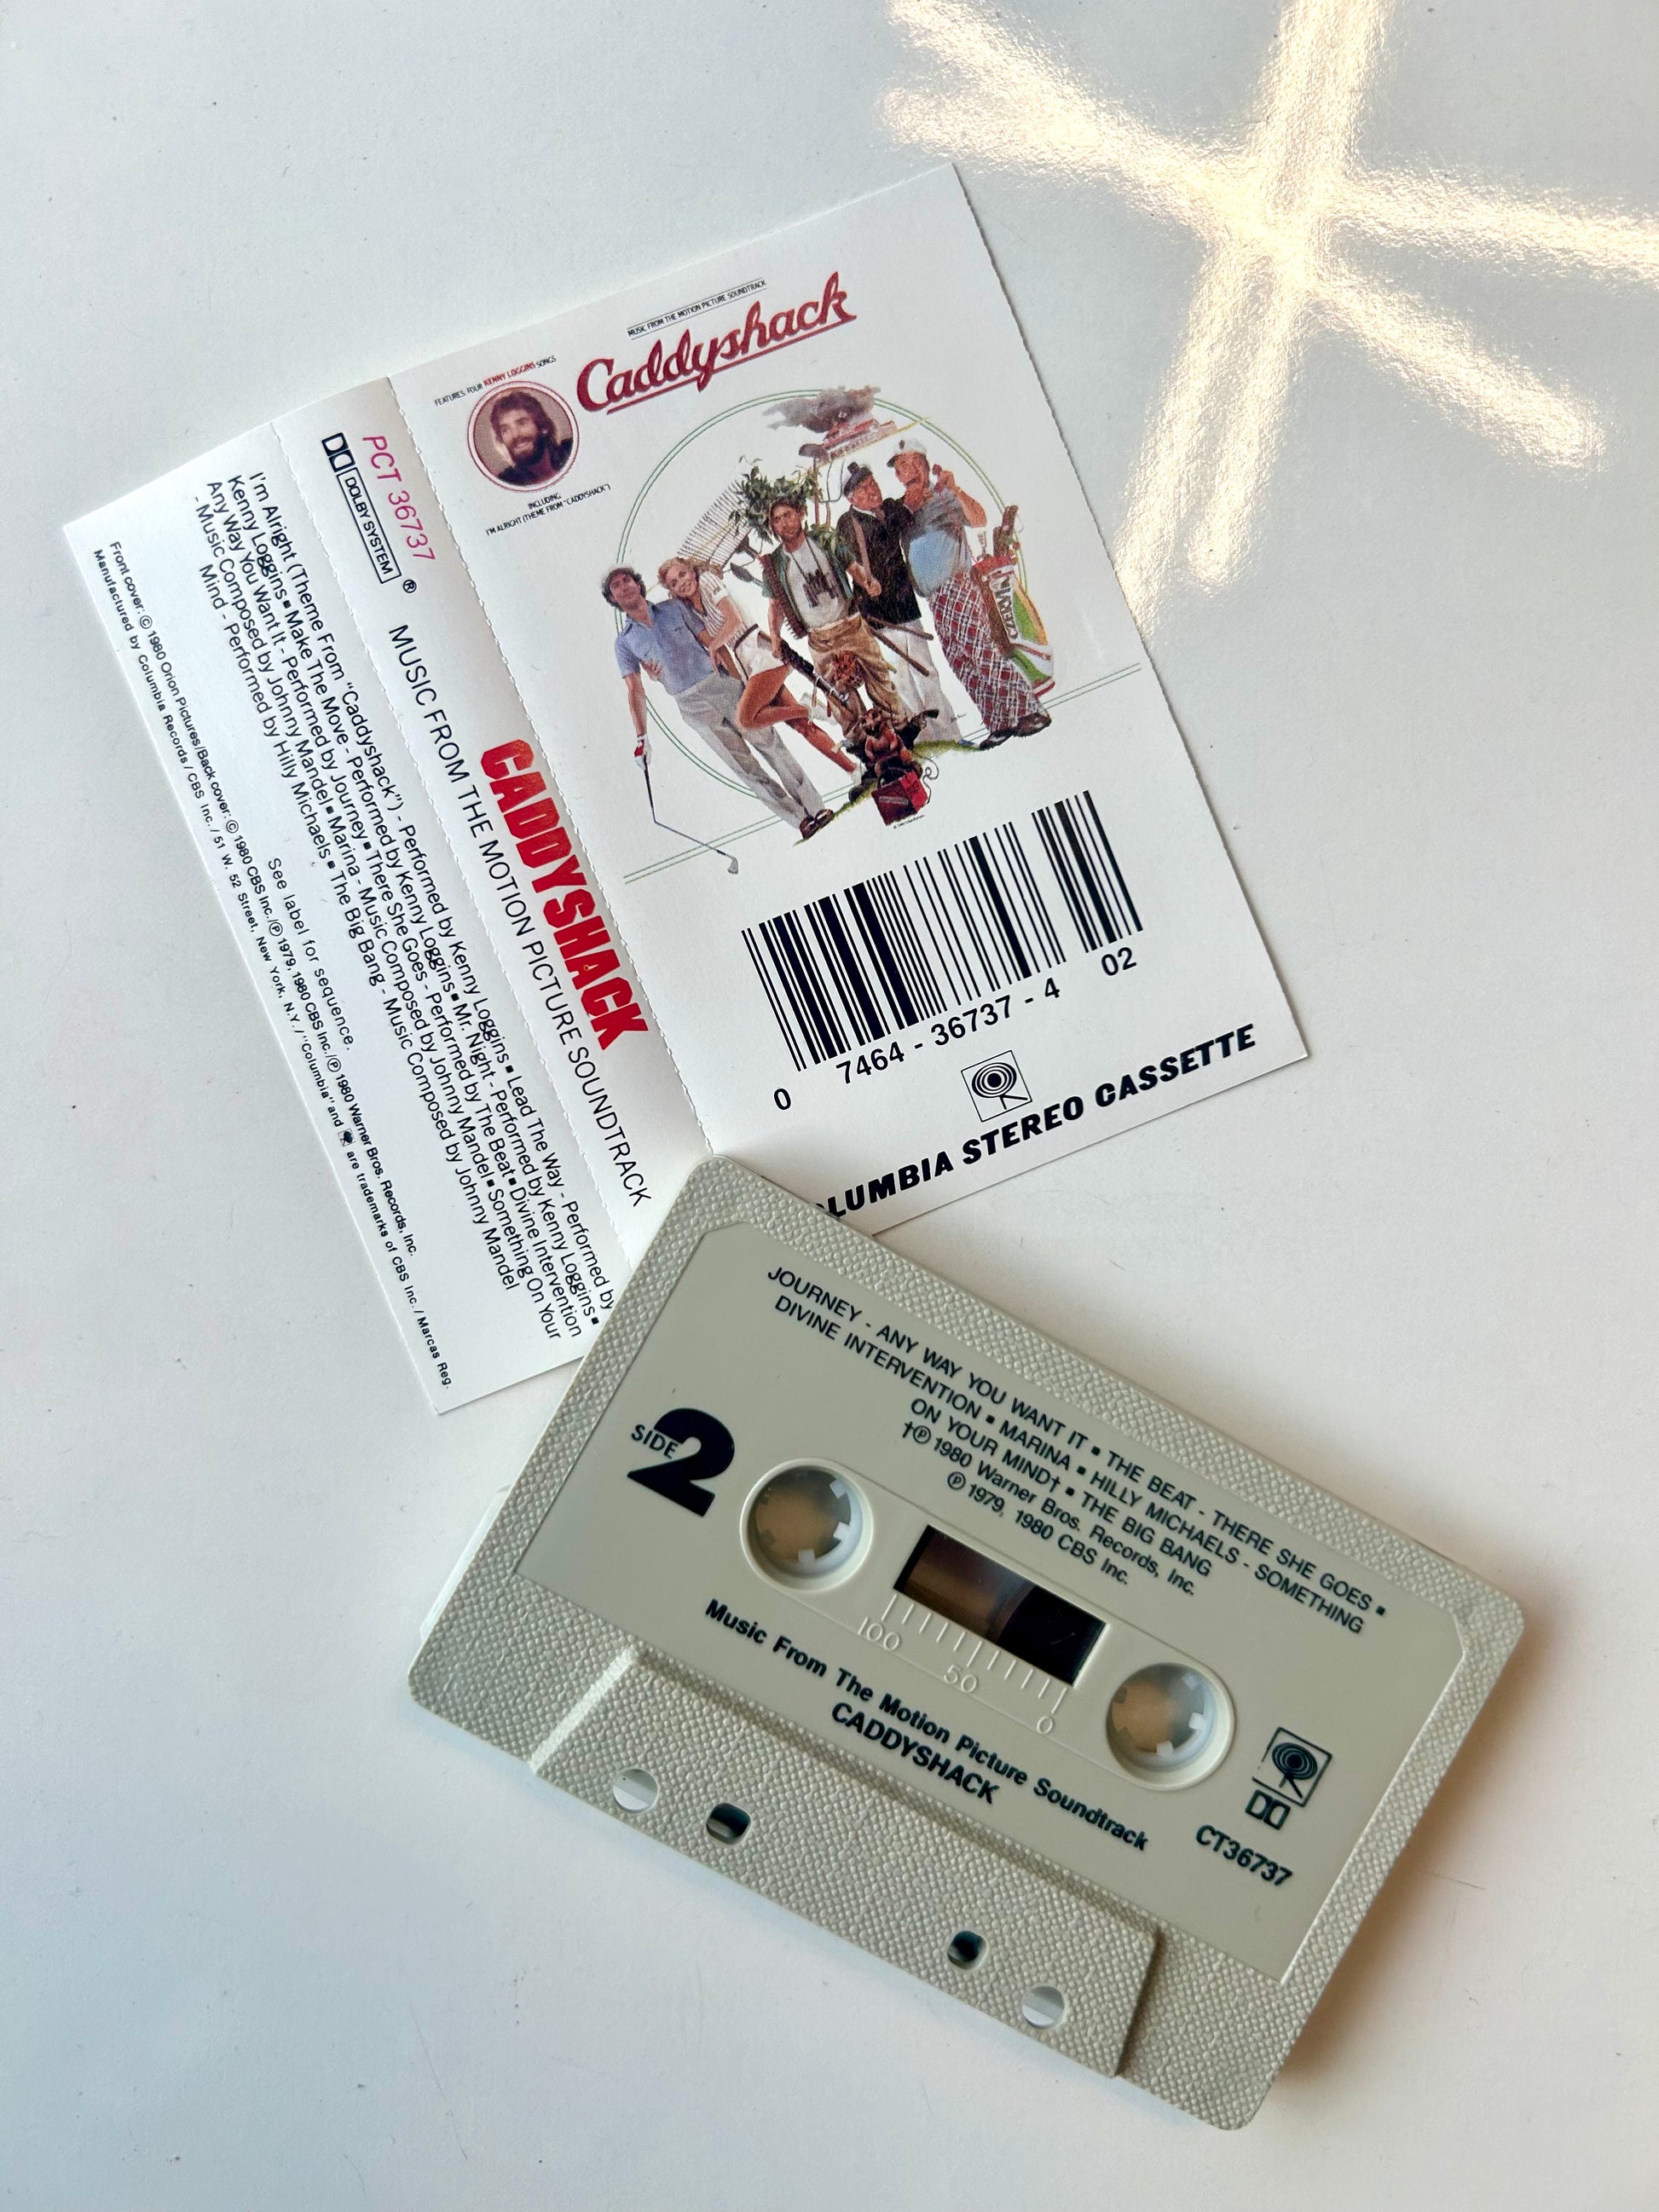 MUSIC FROM THE MOTION PICTURE SOUNDTRACK
Caddyshack
FEATURES: FOUR KENNY LOGGINS SONGS
INCLUDING
I'M ALRIGHT (THEME FROM "CADDYSHACK")
0 7464-36737-4 02
COLUMBIA STEREO CASSETTE
PCT 36737
DOLBY SYSTEM ®
CADDYSHACK
MUSIC FROM THE MOTION PICTURE SOUNDTRACK
I'm Alright (Theme From "Caddyshack") - Performed by Kenny Loggins ▪ Lead The Way - Performed by
Kenny Loggins ▪ Make The Move - Performed by Kenny Loggins ▪ Mr. Night - Performed by Kenny Loggins ▪
Any Way You Want It - Performed by Journey ▪ There She Goes - Performed by The Beat ▪ Divine Intervention
- Music Composed by Johnny Mandel ▪ Marina - Music Composed by Johnny Mandel ▪ Something On Your
Mind - Performed by Hilly Michaels ▪ The Big Bang - Music Composed by Johnny Mandel
See label for sequence.
Front cover: © 1980 Orion Pictures/Back cover: © 1980 CBS Inc./℗ 1979, 1980 CBS Inc./℗ 1980 Warner Bros. Records, Inc.
Manufactured by Columbia Records / CBS Inc. / 51 W. 52 Street, New York, N.Y. / "Columbia" and are trademarks of CBS Inc. / Marcas Reg.
JOURNEY - ANY WAY YOU WANT IT ▪ THE BEAT - THERE SHE GOES ▪
DIVINE INTERVENTION ▪ MARINA ▪ HILLY MICHAELS - SOMETHING
ON YOUR MIND† ▪ THE BIG BANG
†℗ 1980 Warner Bros. Records, Inc.
℗ 1979, 1980 CBS Inc.
SIDE 2
100 50 0
Music From The Motion Picture Soundtrack
CADDYSHACK
CT36737